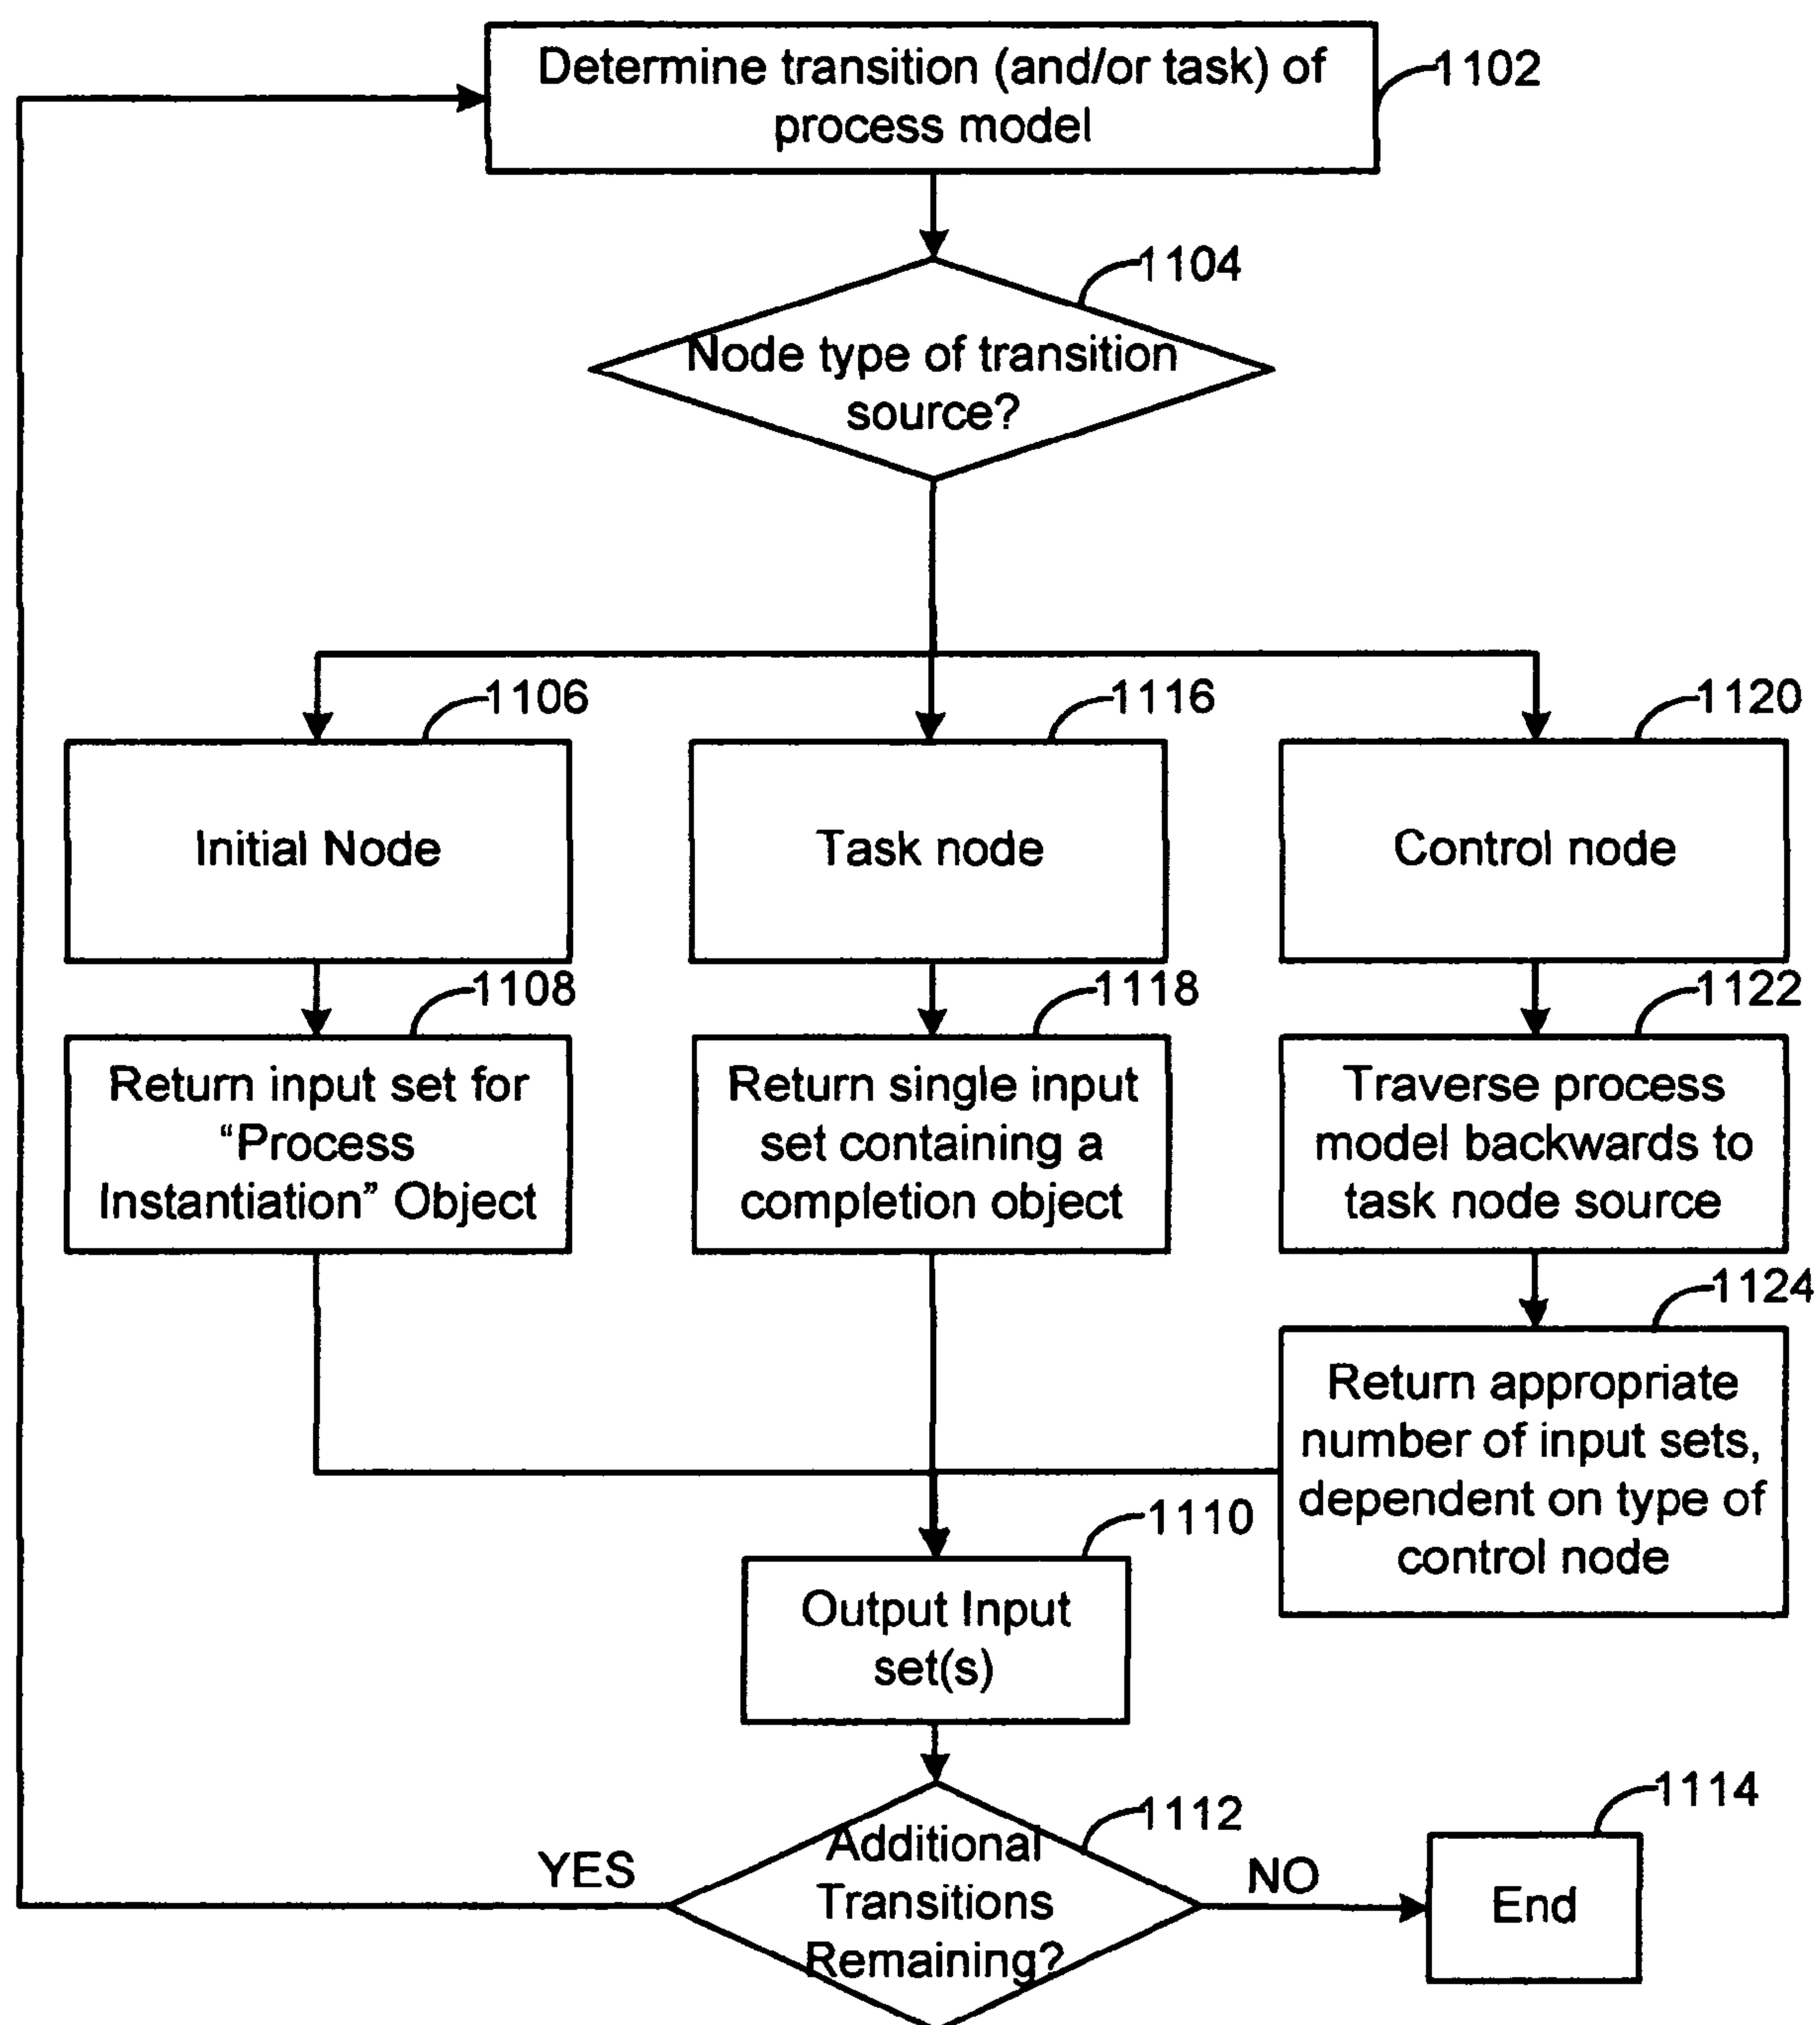 Determine transition (and/or task) of
process model
1102
1104
Node type of transition
source?
1106
1116
1120
Initial Node
Task node
Control node
1108
1118
1122
Return input set for
“Process
Instantiation” Object
Return single input
set containing a
completion object
Traverse process
model backwards to
task node source
1124
Return appropriate
number of input sets,
dependent on type of
control node
1110
Output Input
set(s)
1112
1114
Additional
Transitions
Remaining?
YES
NO
End